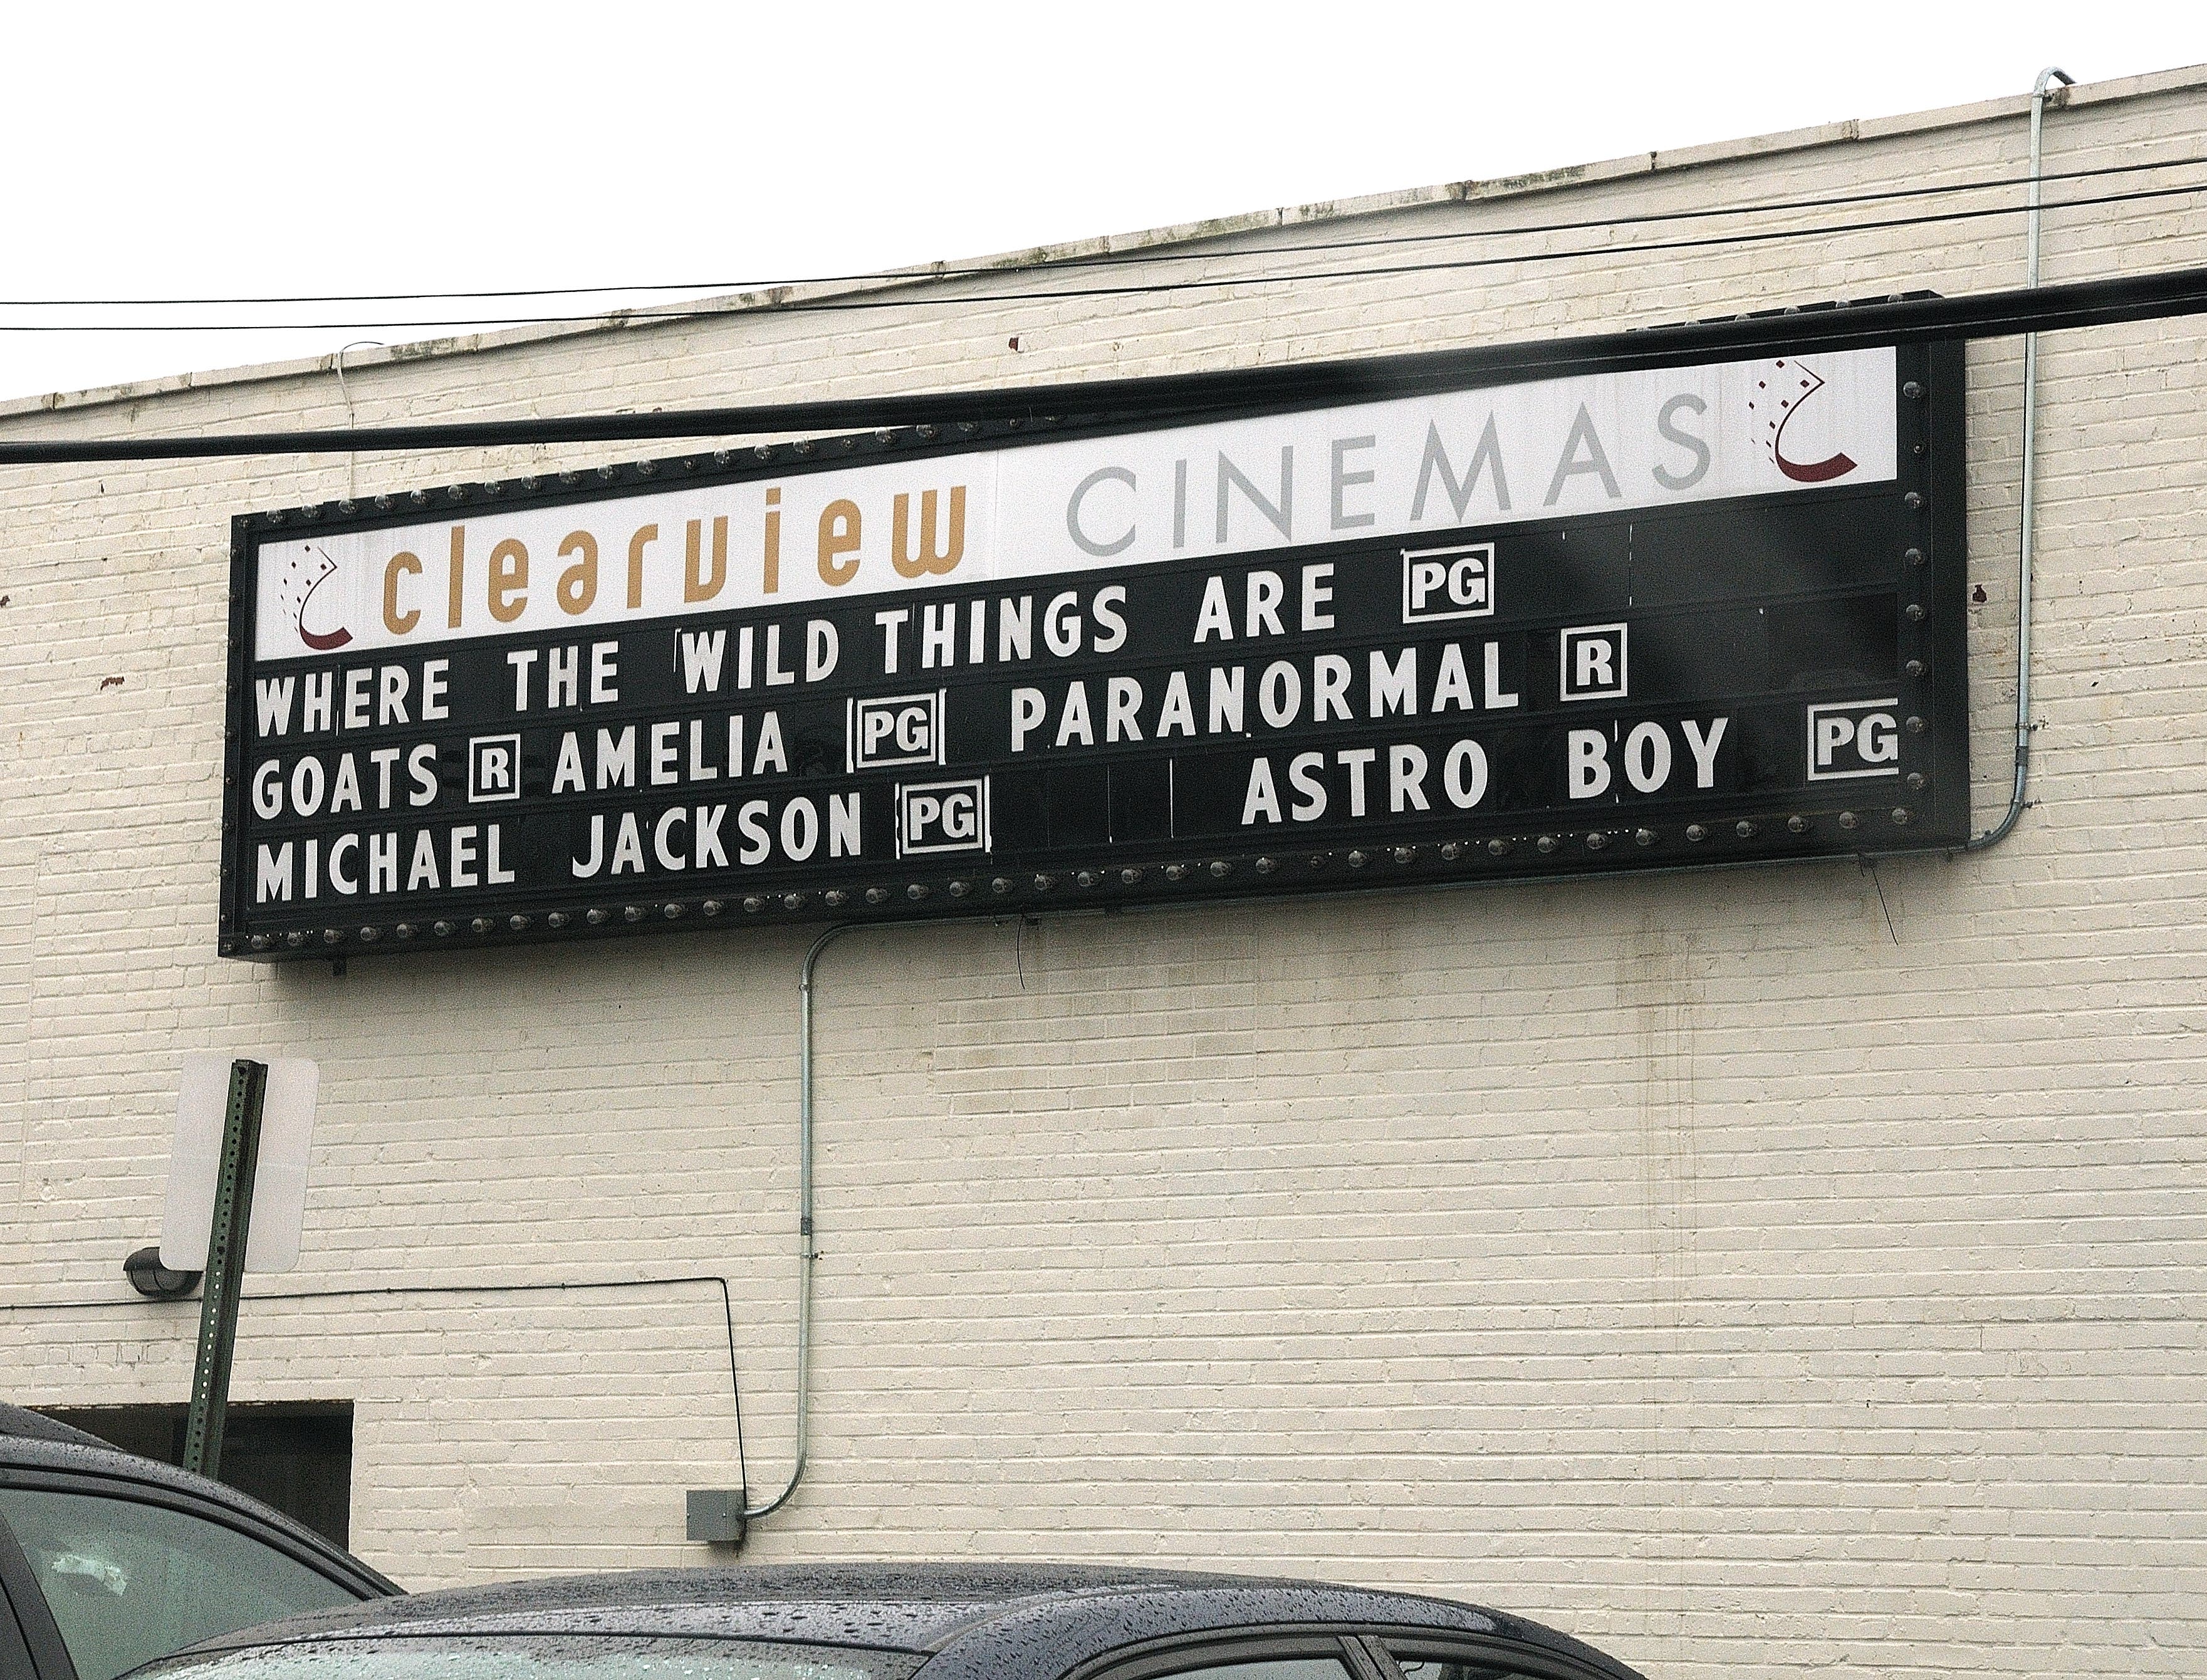 clearview CINEMAS
WHERE THE WILD THINGS ARE PG
GOATS R AMELIA PG PARANORMAL R
MICHAEL JACKSON PG ASTRO BOY PG